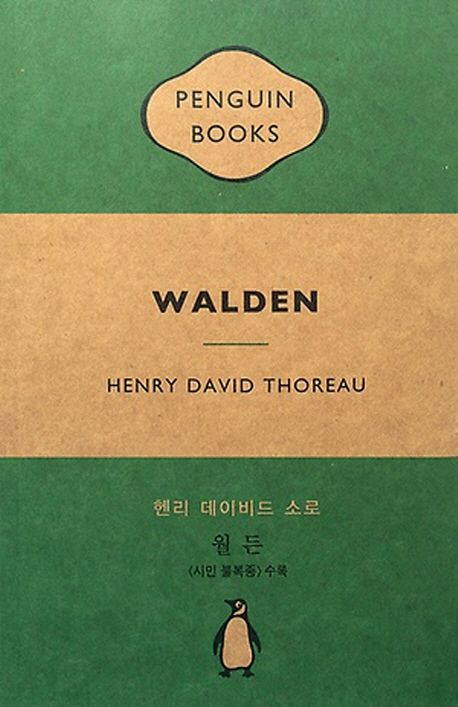 PENGUIN
BOOKS
WALDEN
HENRY DAVID THOREAU
헨리 데이비드 소로
월든
〈시민 불복종〉 수록